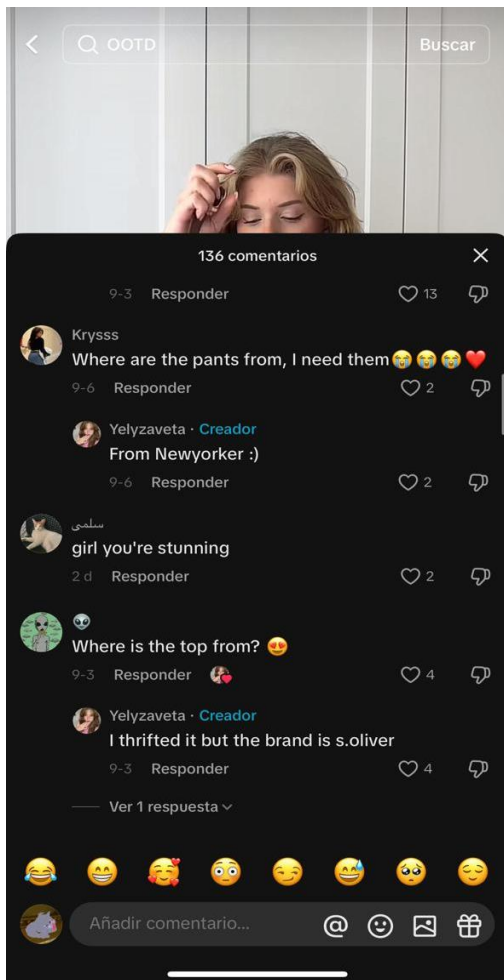 OOTD Buscar
136 comentarios
9-3 Responder 13
Krysss
Where are the pants from, I need them😭😭😭❤️
9-6 Responder 2
Yelyzaveta · Creador
From Newyorker :)
9-6 Responder 2
سلمى
girl you're stunning
2 d Responder 2
👽
Where is the top from? 😍
9-3 Responder 4
Yelyzaveta · Creador
I thrifted it but the brand is s.oliver
9-3 Responder 4
Ver 1 respuesta
Añadir comentario...